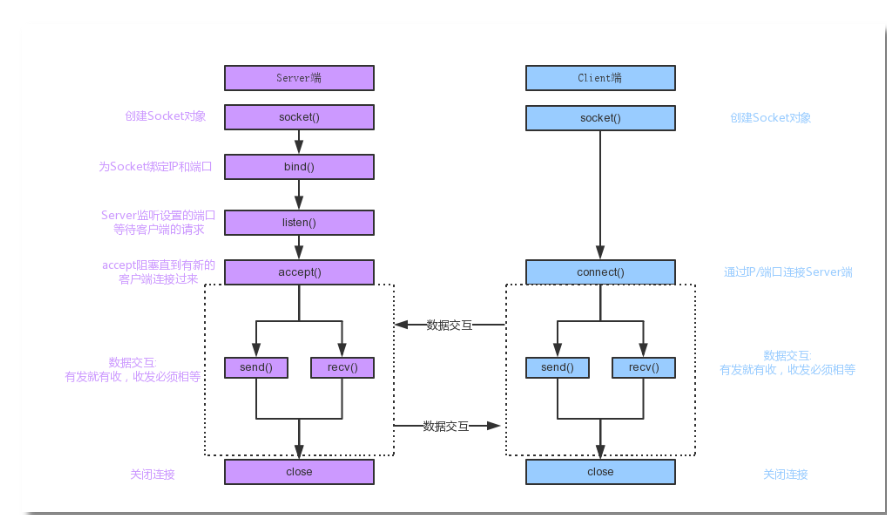 Server端
Client端
创建Socket对象
socket()
socket()
创建Socket对象
为Socket绑定IP和端口
bind()
Server监听设置的端口
等待客户端的请求
listen()
accept阻塞直到有新的
客户端连接过来
accept()
connect()
通过IP/端口连接Server端
数据交互
数据交互:
有发就有收，收发必须相等
send()
recv()
send()
recv()
数据交互:
有发就有收，收发必须相等
数据交互
关闭连接
close
close
关闭连接